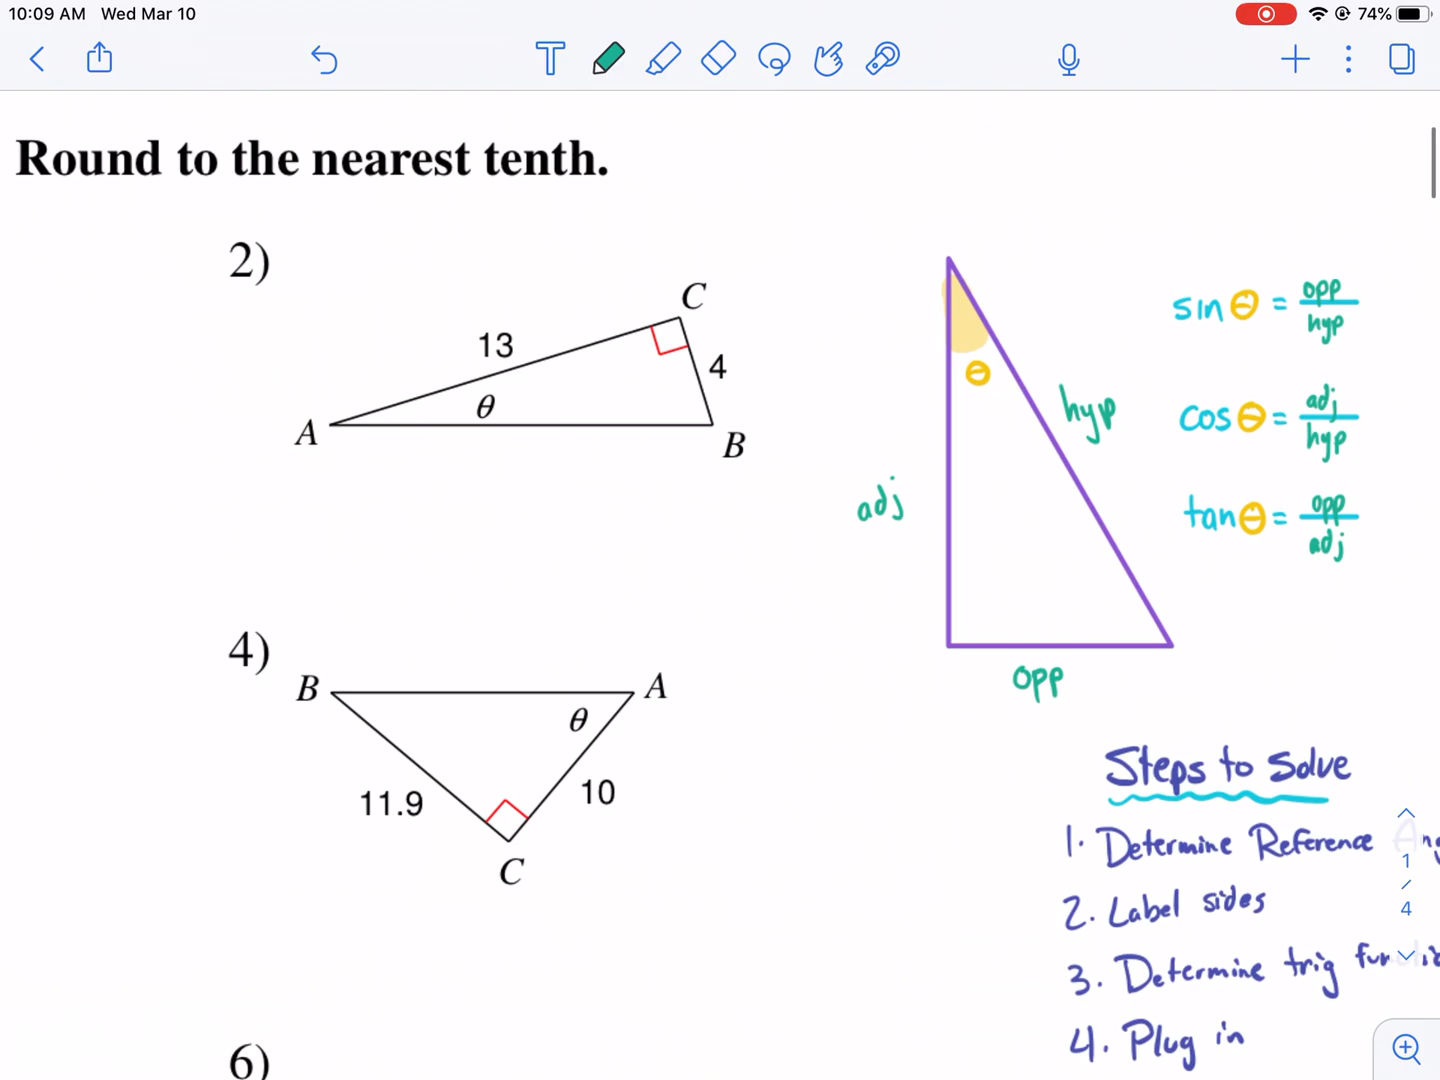 10:09 AM Wed Mar 10
74%
T
Round to the nearest tenth.
2)
C
13
4
θ
A
B
hyp
adj
opp
θ
sin θ = opp/hyp
cos θ = adj/hyp
tan θ = opp/adj
4)
B
A
θ
11.9
10
C
Steps to Solve
1. Determine Reference
2. Label sides
3. Determine trig
4. Plug in
1
/
4
6)